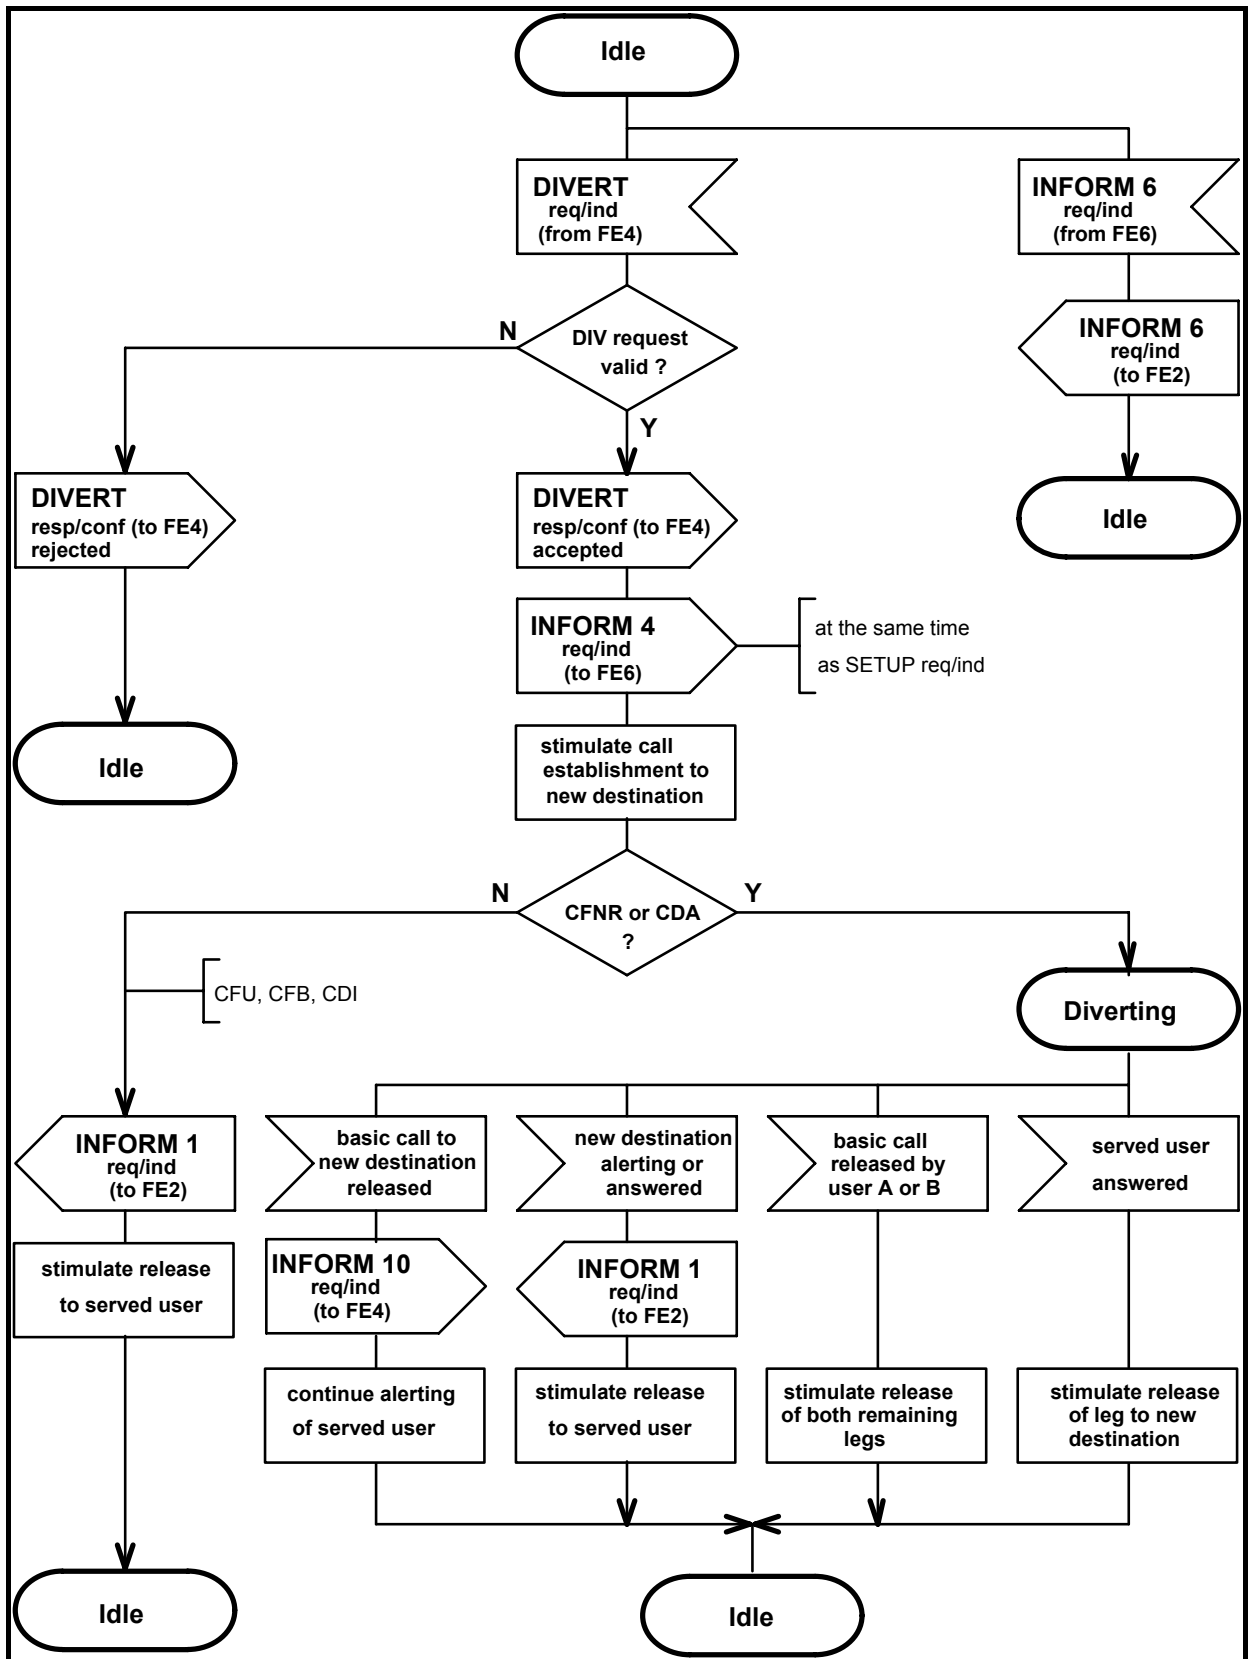 Idle
DIVERT
req/ind
(from FE4)
INFORM 6
req/ind
(from FE6)
N
DIV request
valid ?
Y
INFORM 6
req/ind
(to FE2)
DIVERT
resp/conf (to FE4)
rejected
DIVERT
resp/conf (to FE4)
accepted
Idle
INFORM 4
req/ind
(to FE6)
at the same time
as SETUP req/ind
Idle
stimulate call
establishment to
new destination
N
CFNR or CDA
?
Y
CFU, CFB, CDI
Diverting
INFORM 1
req/ind
(to FE2)
basic call to
new destination
released
new destination
alerting or
answered
basic call
released by
user A or B
served user
answered
stimulate release
to served user
INFORM 10
req/ind
(to FE4)
INFORM 1
req/ind
(to FE2)
continue alerting
of served user
stimulate release
to served user
stimulate release
of both remaining
legs
stimulate release
of leg to new
destination
Idle
Idle